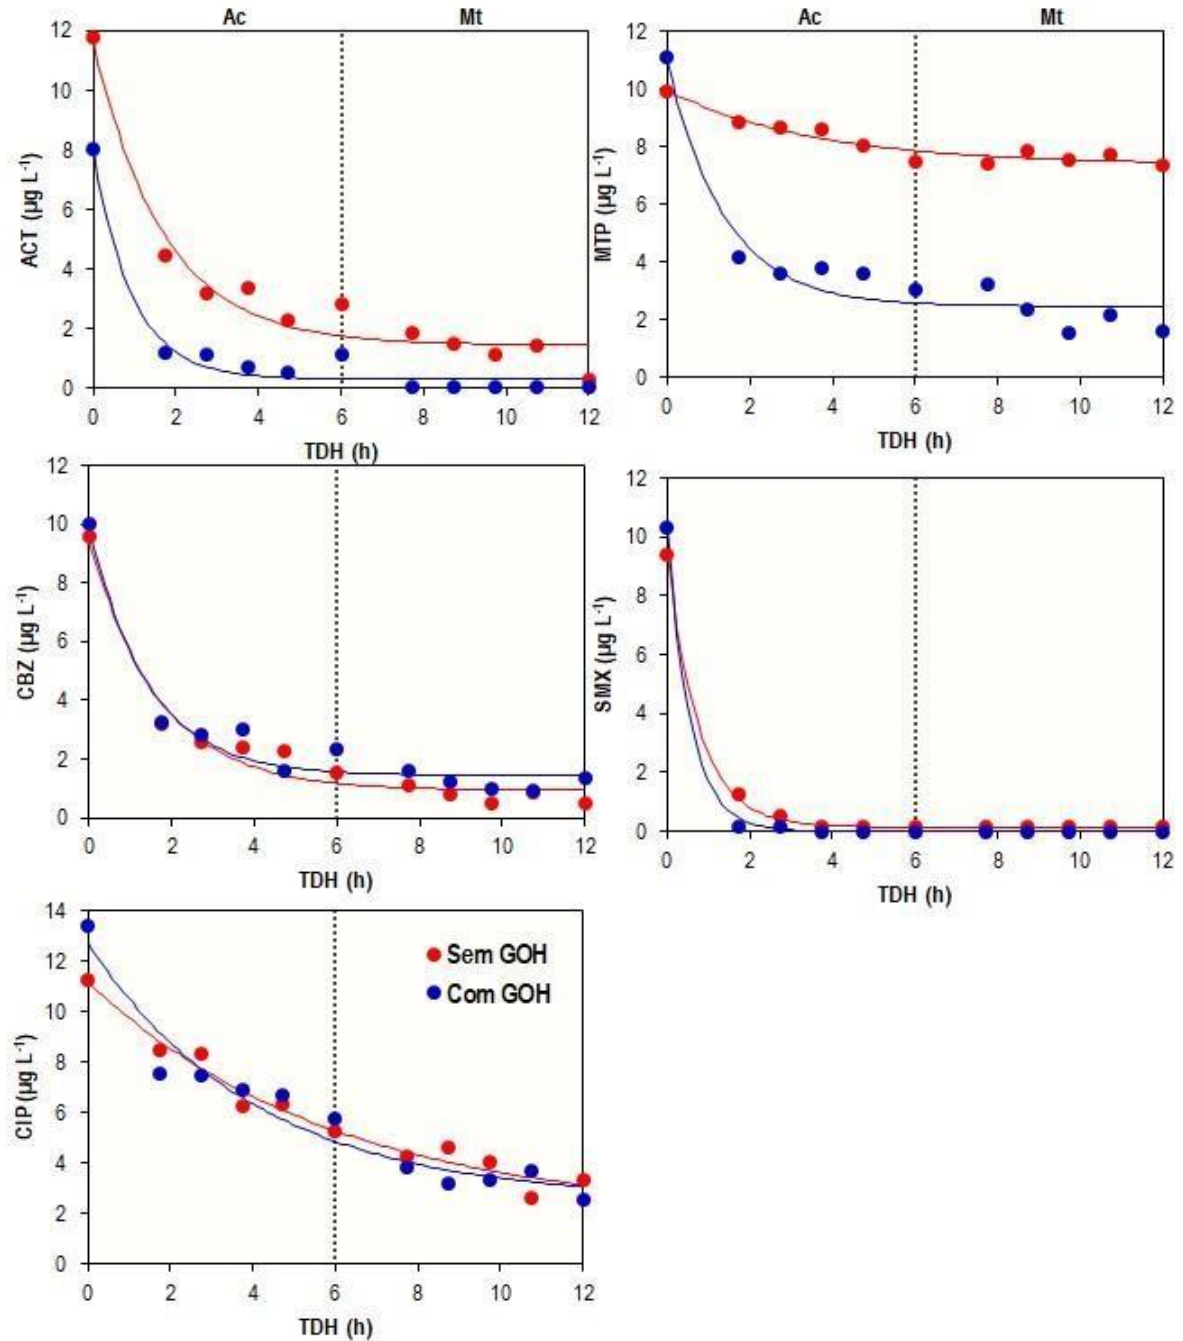 Ac Mt
12
10
8
6
4
2
0
ACT (µg L⁻¹)
0 2 4 6 8 10 12
TDH (h)
Ac Mt
12
10
8
6
4
2
0
MTP (µg L⁻¹)
0 2 4 6 8 10 12
TDH (h)
12
10
8
6
4
2
0
CBZ (µg L⁻¹)
0 2 4 6 8 10 12
TDH (h)
12
10
8
6
4
2
0
SMX (µg L⁻¹)
0 2 4 6 8 10 12
TDH (h)
14
12
10
8
6
4
2
0
CIP (µg L⁻¹)
Sem GOH
Com GOH
0 2 4 6 8 10 12
TDH (h)